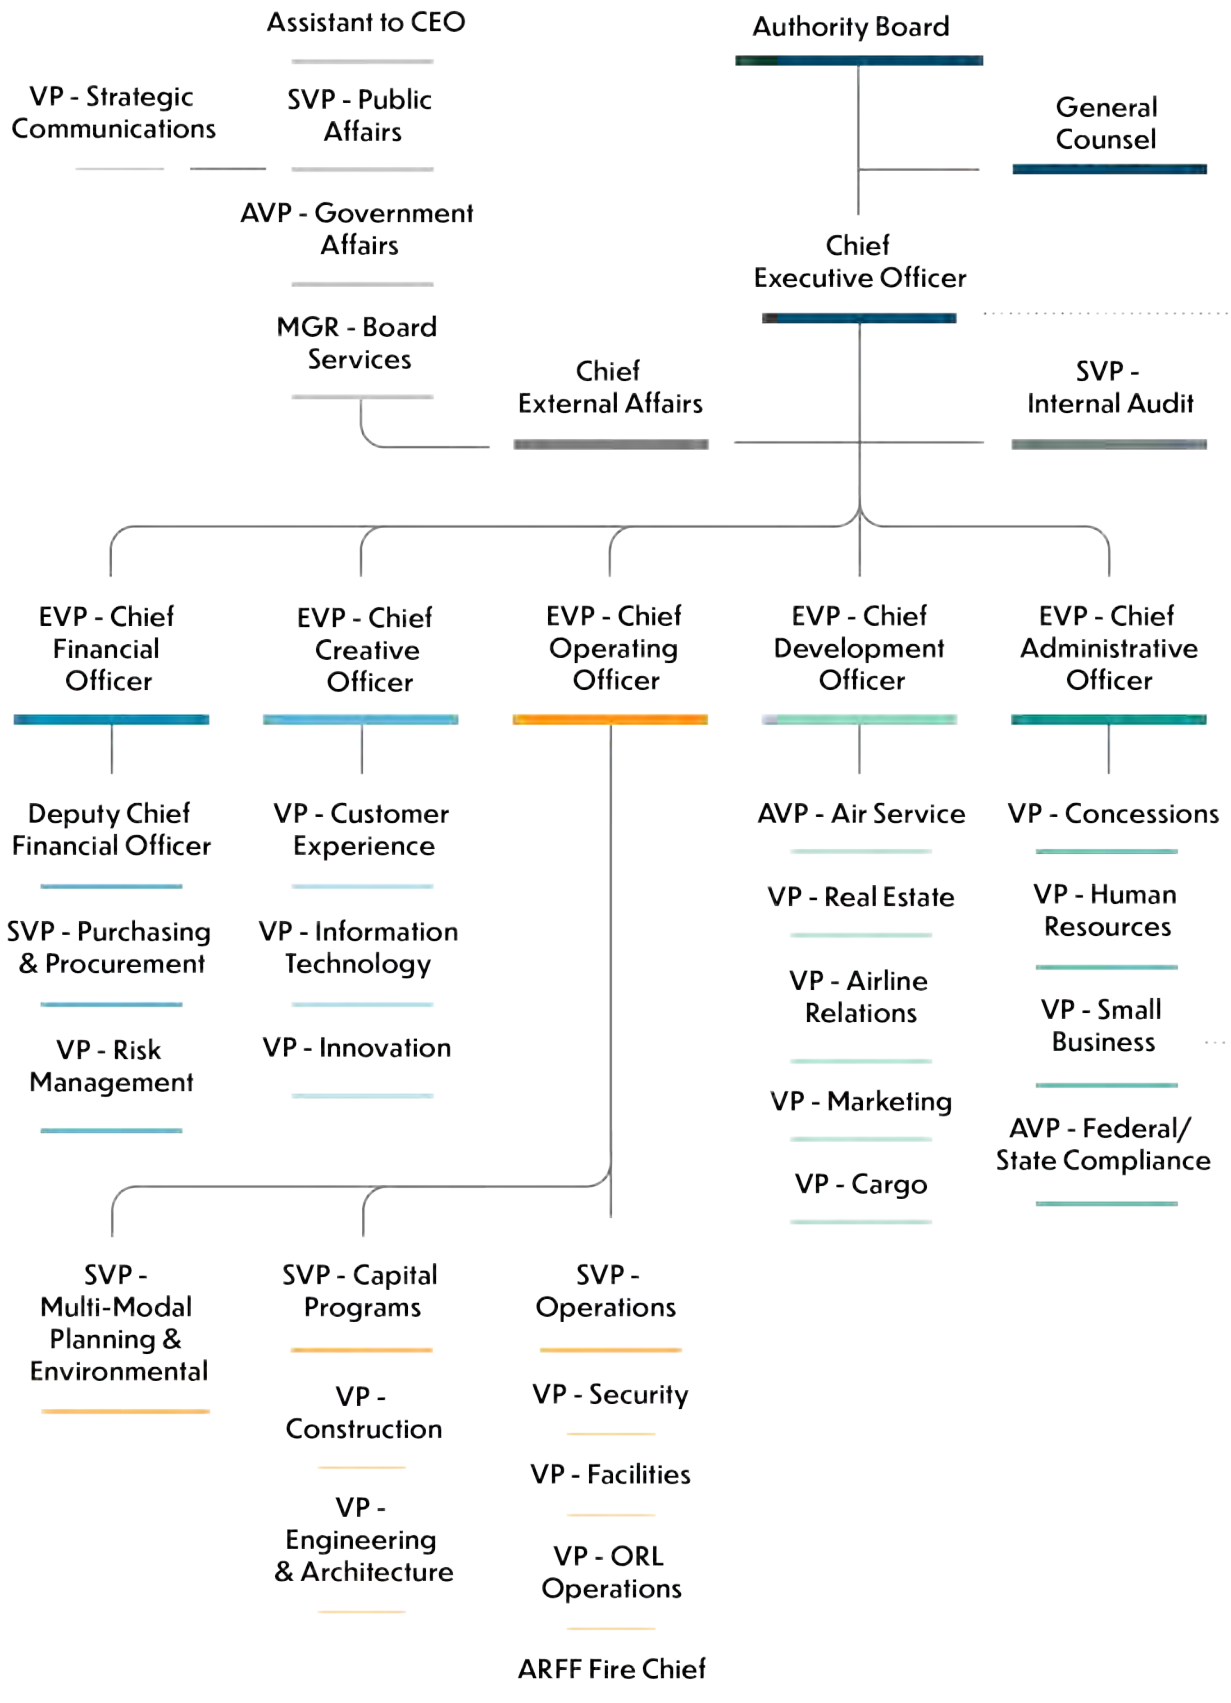 Assistant to CEO
Authority Board
VP - Strategic
Communications
SVP - Public
Affairs
General
Counsel
AVP - Government
Affairs
Chief
Executive Officer
MGR - Board
Services
Chief
External Affairs
SVP -
Internal Audit
EVP - Chief
Financial
Officer
EVP - Chief
Creative
Officer
EVP - Chief
Operating
Officer
EVP - Chief
Development
Officer
EVP - Chief
Administrative
Officer
Deputy Chief
Financial Officer
SVP - Purchasing
& Procurement
VP - Risk
Management
VP - Customer
Experience
VP - Information
Technology
VP - Innovation
AVP - Air Service
VP - Real Estate
VP - Airline
Relations
VP - Marketing
VP - Cargo
VP - Concessions
VP - Human
Resources
VP - Small
Business
AVP - Federal/
State Compliance
SVP -
Multi-Modal
Planning &
Environmental
SVP - Capital
Programs
VP -
Construction
VP -
Engineering
& Architecture
SVP -
Operations
VP - Security
VP - Facilities
VP - ORL
Operations
ARFF Fire Chief